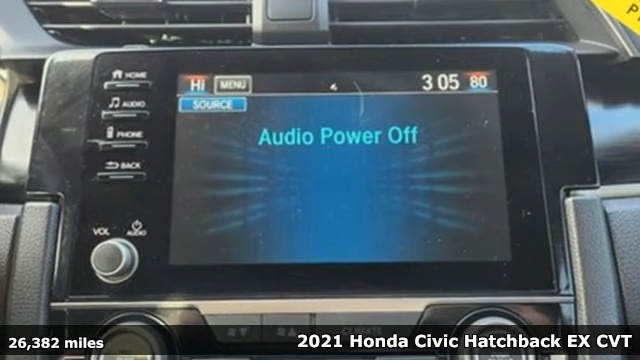 HOME
AUDIO
PHONE
BACK
VOL
AUDIO
Hi MENU 3 05 80
SOURCE
Audio Power Off
CLIMATE
26,382 miles
2021 Honda Civic Hatchback EX CVT